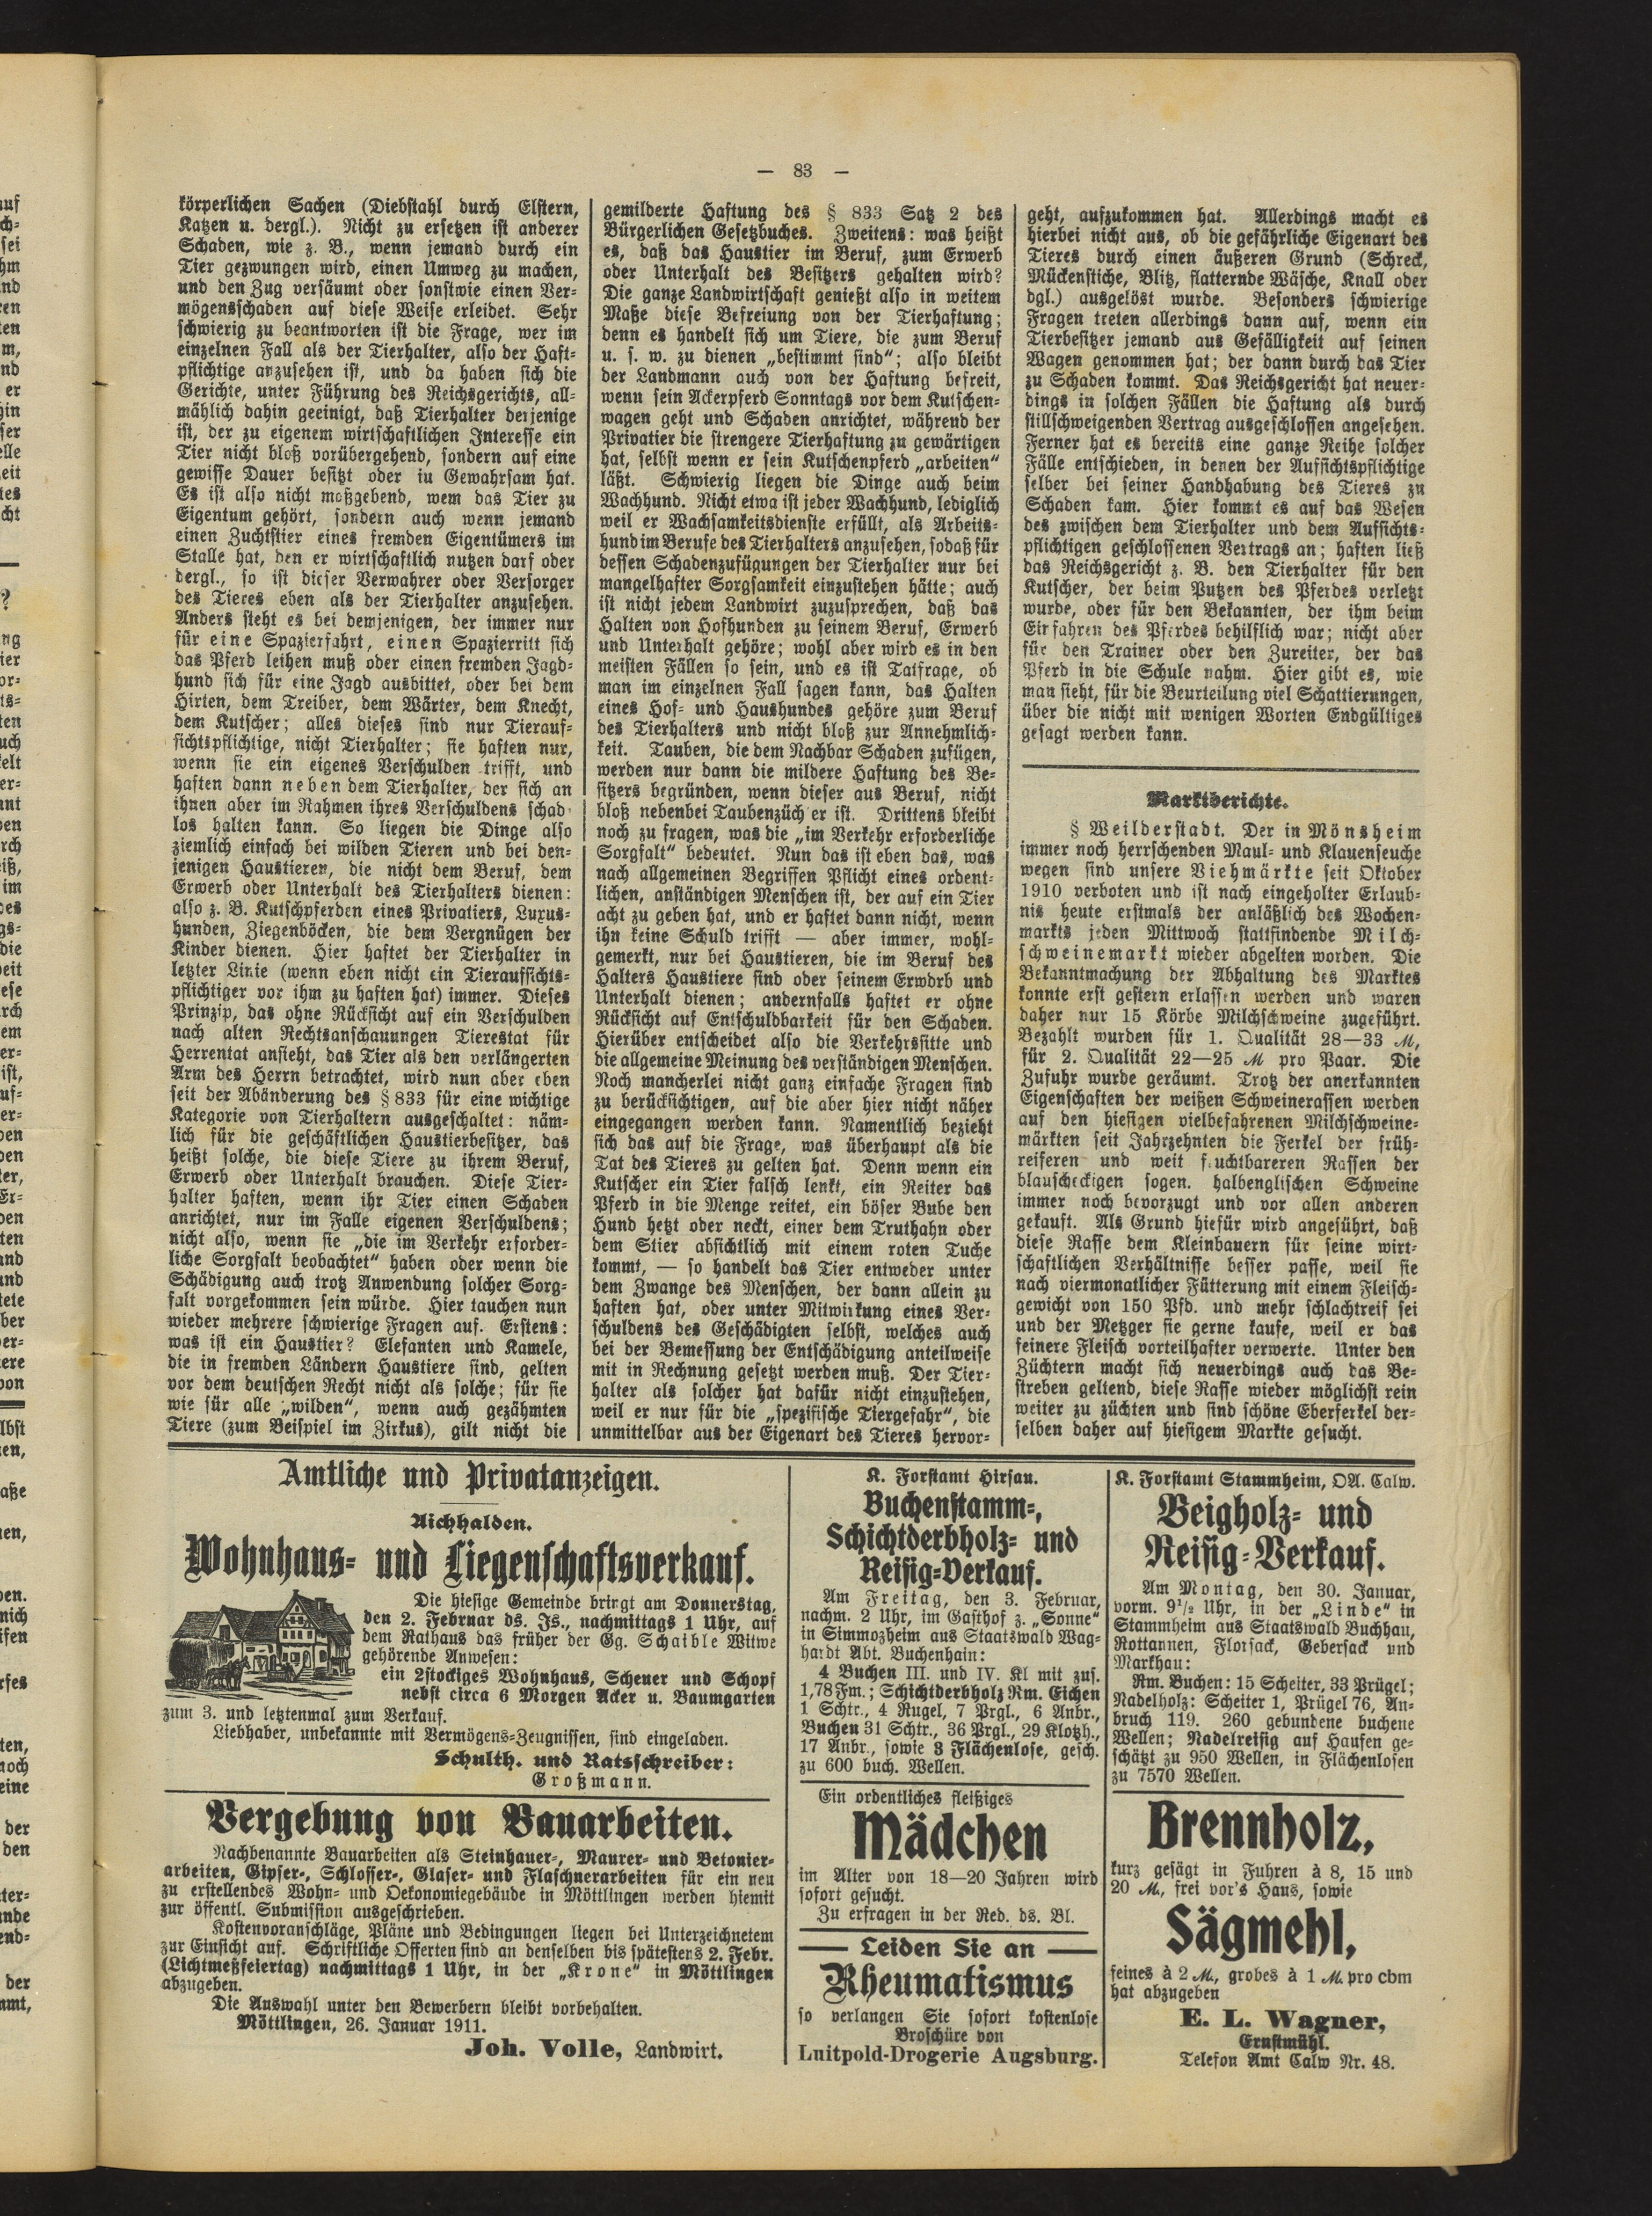 — 83 —
körperlichen Sachen (Diebstahl durch Elstern,
Katzen u. dergl.). Nicht zu ersetzen ist anderer
Schaden, wie z. B., wenn jemand durch ein
Tier gezwungen wird, einen Umweg zu machen,
und den Zug versäumt oder sonstwie einen Ver-
mögensschaden auf diese Weise erleidet. Sehr
schwierig zu beantworten ist die Frage, wer im
einzelnen Fall als der Tierhalter, also der Haft-
pflichtige anzusehen ist, und da haben sich die
Gerichte, unter Führung des Reichsgerichts, all-
mählich dahin geeinigt, daß Tierhalter derjenige
ist, der zu eigenem wirtschaftlichen Interesse ein
Tier nicht bloß vorübergehend, sondern auf eine
gewisse Dauer besitzt oder in Gewahrsam hat.
Es ist also nicht maßgebend, wem das Tier zu
Eigentum gehört, sondern auch wenn jemand
einen Zuchtstier eines fremden Eigentümers im
Stalle hat, den er wirtschaftlich nutzen darf oder
dergl., so ist dieser Verwahrer oder Versorger
des Tieres eben als der Tierhalter anzusehen.
Anders steht es bei demjenigen, der immer nur
für eine Spazierfahrt, einen Spazierritt sich
das Pferd leihen muß oder einen fremden Jagd-
hund sich für eine Jagd ausbittet, oder bei dem
Hirten, dem Treiber, dem Wärter, dem Knecht,
dem Kutscher; alles dieses sind nur Tierauf-
sichtspflichtige, nicht Tierhalter; sie haften nur,
wenn sie ein eigenes Verschulden trifft, und
haften dann neben dem Tierhalter, der sich an
ihnen aber im Rahmen ihres Verschuldens schad-
los halten kann. So liegen die Dinge also
ziemlich einfach bei wilden Tieren und bei den-
jenigen Haustieren, die nicht dem Beruf, dem
Erwerb oder Unterhalt des Tierhalters dienen:
also z. B. Kutschpferden eines Privatiers, Luxus-
hunden, Ziegenböcken, die dem Vergnügen der
Kinder dienen. Hier haftet der Tierhalter in
letzter Linie (wenn eben nicht ein Tieraufsichts-
pflichtiger vor ihm zu haften hat) immer. Dieses
Prinzip, das ohne Rücksicht auf ein Verschulden
nach alten Rechtsanschauungen Tierestat für
Herrentat ansieht, das Tier als den verlängerten
Arm des Herrn betrachtet, wird nun aber eben
seit der Abänderung des § 833 für eine wichtige
Kategorie von Tierhaltern ausgeschaltet: näm-
lich für die geschäftlichen Haustierbesitzer, das
heißt solche, die diese Tiere zu ihrem Beruf,
Erwerb oder Unterhalt brauchen. Diese Tier-
halter haften, wenn ihr Tier einen Schaden
anrichtet, nur im Falle eigenen Verschuldens;
nicht also, wenn sie „die im Verkehr erforder-
liche Sorgfalt beobachtet“ haben oder wenn die
Schädigung auch trotz Anwendung solcher Sorg-
falt vorgekommen sein würde. Hier tauchen nun
wieder mehrere schwierige Fragen auf. Erstens:
was ist ein Haustier? Elefanten und Kamele,
die in fremden Ländern Haustiere sind, gelten
vor dem deutschen Recht nicht als solche; für sie
wie für alle „wilden“, wenn auch gezähmten
Tiere (zum Beispiel im Zirkus), gilt nicht die
gemilderte Haftung des § 833 Satz 2 des
Bürgerlichen Gesetzbuches. Zweitens: was heißt
es, daß das Haustier im Beruf, zum Erwerb
oder Unterhalt des Besitzers gehalten wird?
Die ganze Landwirtschaft genießt also in weitem
Maße diese Befreiung von der Tierhaftung;
denn es handelt sich um Tiere, die zum Beruf
u. s. w. zu dienen „bestimmt sind“; also bleibt
der Landmann auch von der Haftung befreit,
wenn sein Ackerpferd Sonntags vor dem Kutschen-
wagen geht und Schaden anrichtet, während der
Privatier die strengere Tierhaftung zu gewärtigen
hat, selbst wenn er sein Kutschenpferd „arbeiten“
läßt. Schwierig liegen die Dinge auch beim
Wachhund. Nicht etwa ist jeder Wachhund, lediglich
weil er Wachsamkeitsdienste erfüllt, als Arbeits-
hund im Berufe des Tierhalters anzusehen, sodaß für
dessen Schadenzufügungen der Tierhalter nur bei
mangelhafter Sorgsamkeit einzustehen hätte; auch
ist nicht jedem Landwirt zuzusprechen, daß das
Halten von Hofhunden zu seinem Beruf, Erwerb
und Unterhalt gehöre; wohl aber wird es in den
meisten Fällen so sein, und es ist Tatfrage, ob
man im einzelnen Fall sagen kann, das Halten
eines Hof- und Haushundes gehöre zum Beruf
des Tierhalters und nicht bloß zur Annehmlich-
keit. Tauben, die dem Nachbar Schaden zufügen,
werden nur dann die mildere Haftung des Be-
sitzers begründen, wenn dieser aus Beruf, nicht
bloß nebenbei Taubenzüch er ist. Drittens bleibt
noch zu fragen, was die „im Verkehr erforderliche
Sorgfalt“ bedeutet. Nun das ist eben das, was
nach allgemeinen Begriffen Pflicht eines ordent-
lichen, anständigen Menschen ist, der auf ein Tier
acht zu geben hat, und er haftet dann nicht, wenn
ihn keine Schuld trifft — aber immer, wohl-
gemerkt, nur bei Haustieren, die im Beruf des
Halters Haustiere sind oder seinem Erwdrb und
Unterhalt dienen; andernfalls haftet er ohne
Rücksicht auf Entschuldbarkeit für den Schaden.
Hierüber entscheidet also die Verkehrssitte und
die allgemeine Meinung des verständigen Menschen.
Noch mancherlei nicht ganz einfache Fragen sind
zu berücksichtigen, auf die aber hier nicht näher
eingegangen werden kann. Namentlich bezieht
sich das auf die Frage, was überhaupt als die
Tat des Tieres zu gelten hat. Denn wenn ein
Kutscher ein Tier falsch lenkt, ein Reiter das
Pferd in die Menge reitet, ein böser Bube den
Hund hetzt oder neckt, einer dem Truthahn oder
dem Stier absichtlich mit einem roten Tuche
kommt, — so handelt das Tier entweder unter
dem Zwange des Menschen, der dann allein zu
haften hat, oder unter Mitwirkung eines Ver-
schuldens des Geschädigten selbst, welches auch
bei der Bemessung der Entschädigung anteilweise
mit in Rechnung gesetzt werden muß. Der Tier-
halter als solcher hat dafür nicht einzustehen,
weil er nur für die „spezifische Tiergefahr“, die
unmittelbar aus der Eigenart des Tieres hervor-
geht, aufzukommen hat. Allerdings macht es
hierbei nicht aus, ob die gefährliche Eigenart des
Tieres durch einen äußeren Grund (Schreck,
Mückenstiche, Blitz, flatternde Wäsche, Knall oder
dgl.) ausgelöst wurde. Besonders schwierige
Fragen treten allerdings dann auf, wenn ein
Tierbesitzer jemand aus Gefälligkeit auf seinen
Wagen genommen hat; der dann durch das Tier
zu Schaden kommt. Das Reichsgericht hat neuer-
dings in solchen Fällen die Haftung als durch
stillschweigenden Vertrag ausgeschlossen angesehen.
Ferner hat es bereits eine ganze Reihe solcher
Fälle entschieden, in denen der Aufsichtspflichtige
selber bei seiner Handhabung des Tieres zu
Schaden kam. Hier kommt es auf das Wesen
des zwischen dem Tierhalter und dem Aufsichts-
pflichtigen geschlossenen Vertrags an; haften ließ
das Reichsgericht z. B. den Tierhalter für den
Kutscher, der beim Putzen des Pferdes verletzt
wurde, oder für den Bekannten, der ihm beim
Einfahren des Pferdes behilflich war; nicht aber
für den Trainer oder den Zureiter, der das
Pferd in die Schule nahm. Hier gibt es, wie
man sieht, für die Beurteilung viel Schattierungen,
über die nicht mit wenigen Worten Endgültiges
gesagt werden kann.
Marktberichte.
§ Weilderstadt. Der in Mönsheim
immer noch herrschenden Maul- und Klauenseuche
wegen sind unsere Viehmärkte seit Oktober
1910 verboten und ist nach eingeholter Erlaub-
nis heute erstmals der anläßlich des Wochen-
markts jeden Mittwoch stattfindende Milch-
schweinemarkt wieder abgelten worden. Die
Bekanntmachung der Abhaltung des Marktes
konnte erst gestern erlassen werden und waren
daher nur 15 Körbe Milchschweine zugeführt.
Bezahlt wurden für 1. Qualität 28—33 ℳ,
für 2. Qualität 22—25 ℳ pro Paar. Die
Zufuhr wurde geräumt. Trotz der anerkannten
Eigenschaften der weißen Schweinerassen werden
auf den hiesigen vielbefahrenen Milchschweine-
märkten seit Jahrzehnten die Ferkel der früh-
reiferen und weit fruchtbareren Rassen der
blauscheckigen sogen. halbenglischen Schweine
immer noch bevorzugt und vor allen anderen
gekauft. Als Grund hiefür wird angeführt, daß
diese Rasse dem Kleinbauern für seine wirt-
schaftlichen Verhältnisse besser passe, weil sie
nach viermonatlicher Fütterung mit einem Fleisch-
gewicht von 150 Pfd. und mehr schlachtreif sei
und der Metzger sie gerne kaufe, weil er das
feinere Fleisch vorteilhafter verwerte. Unter den
Züchtern macht sich neuerdings auch das Be-
streben geltend, diese Rasse wieder möglichst rein
weiter zu züchten und sind schöne Eberferkel der-
selben daher auf hiesigem Markte gesucht.
Amtliche und Privatanzeigen.
Aichhalden.
Wohnhaus- und Liegenschaftsverkauf.
Die hiesige Gemeinde bringt am Donnerstag,
den 2. Februar ds. Js., nachmittags 1 Uhr, auf
dem Rathaus das früher der Gg. Schaible Witwe
gehörende Anwesen:
ein 2stockiges Wohnhaus, Scheuer und Schopf
nebst circa 6 Morgen Acker u. Baumgarten
zum 3. und letztenmal zum Verkauf.
Liebhaber, unbekannte mit Vermögens-Zeugnissen, sind eingeladen.
Schulth. und Ratsschreiber:
Großmann.
Vergebung von Bauarbeiten.
Nachbenannte Bauarbeiten als Steinhauer-, Maurer- und Betonier-
arbeiten, Gipser-, Schlosser-, Glaser- und Flaschnerarbeiten für ein neu
zu erstellendes Wohn- und Oekonomiegebäude in Möttlingen werden hiemit
zur öffentl. Submission ausgeschrieben.
Kostenvoranschläge, Pläne und Bedingungen liegen bei Unterzeichnetem
zur Einsicht auf. Schriftliche Offerten sind an denselben bis spätestens 2. Febr.
(Lichtmeßfeiertag) nachmittags 1 Uhr, in der „Krone“ in Möttlingen
abzugeben.
Die Auswahl unter den Bewerbern bleibt vorbehalten.
Möttlingen, 26. Januar 1911.
Joh. Volle, Landwirt.
K. Forstamt Hirsau.
Buchenstamm-,
Schichtderbholz- und
Reisig-Verkauf.
Am Freitag, den 3. Februar,
nachm. 2 Uhr, im Gasthof z. „Sonne“
in Simmozheim aus Staatswald Wag-
hardt Abt. Buchenhain:
4 Buchen III. und IV. Kl mit zus.
1,78 Fm.; Schichtderbholz Rm. Eichen
1 Schtr., 4 Rugel, 7 Prgl., 6 Anbr.,
Buchen 31 Schtr., 36 Prgl., 29 Klotzh.,
17 Anbr., sowie 3 Flächenlose, gesch.
zu 600 buch. Wellen.
Ein ordentliches fleißiges
Mädchen
im Alter von 18—20 Jahren wird
sofort gesucht.
Zu erfragen in der Red. ds. Bl.
— Leiden Sie an —
Rheumatismus
so verlangen Sie sofort kostenlose
Broschüre von
Luitpold-Drogerie Augsburg.
K. Forstamt Stammheim, OA. Calw.
Beigholz- und
Reisig-Verkauf.
Am Montag, den 30. Januar,
vorm. 9½ Uhr, in der „Linde“ in
Stammheim aus Staatswald Buchhau,
Rottannen, Florsack, Gebersack und
Markhau:
Rm. Buchen: 15 Scheiter, 33 Prügel;
Nadelholz: Scheiter 1, Prügel 76, An-
bruch 119. 260 gebundene buchene
Wellen; Nadelreisig auf Haufen ge-
schätzt zu 950 Wellen, in Flächenlosen
zu 7570 Wellen.
Brennholz,
kurz gesägt in Fuhren à 8, 15 und
20 ℳ, frei vor's Haus, sowie
Sägmehl,
feines à 2 ℳ, grobes à 1 ℳ pro cbm
hat abzugeben
E. L. Wagner,
Ernstmühl.
Telefon Amt Calw Nr. 48.